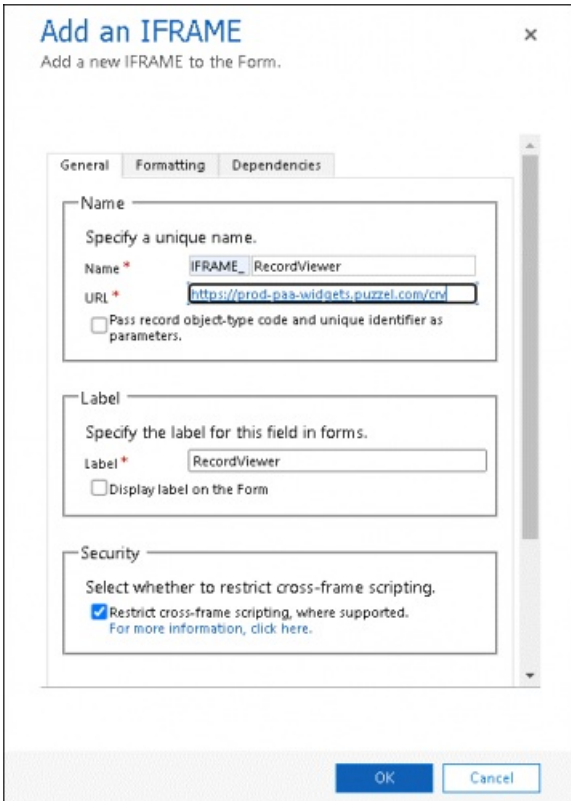 Add an IFRAME
Add a new IFRAME to the Form.
General Formatting Dependencies
Name
Specify a unique name.
Name * IFRAME_ RecordViewer
URL * https://prod-paa-widgets.puzzel.com/crv
Pass record object-type code and unique identifier as
parameters.
Label
Specify the label for this field in forms.
Label * RecordViewer
Display label on the Form
Security
Select whether to restrict cross-frame scripting.
Restrict cross-frame scripting, where supported.
For more information, click here.
OK Cancel